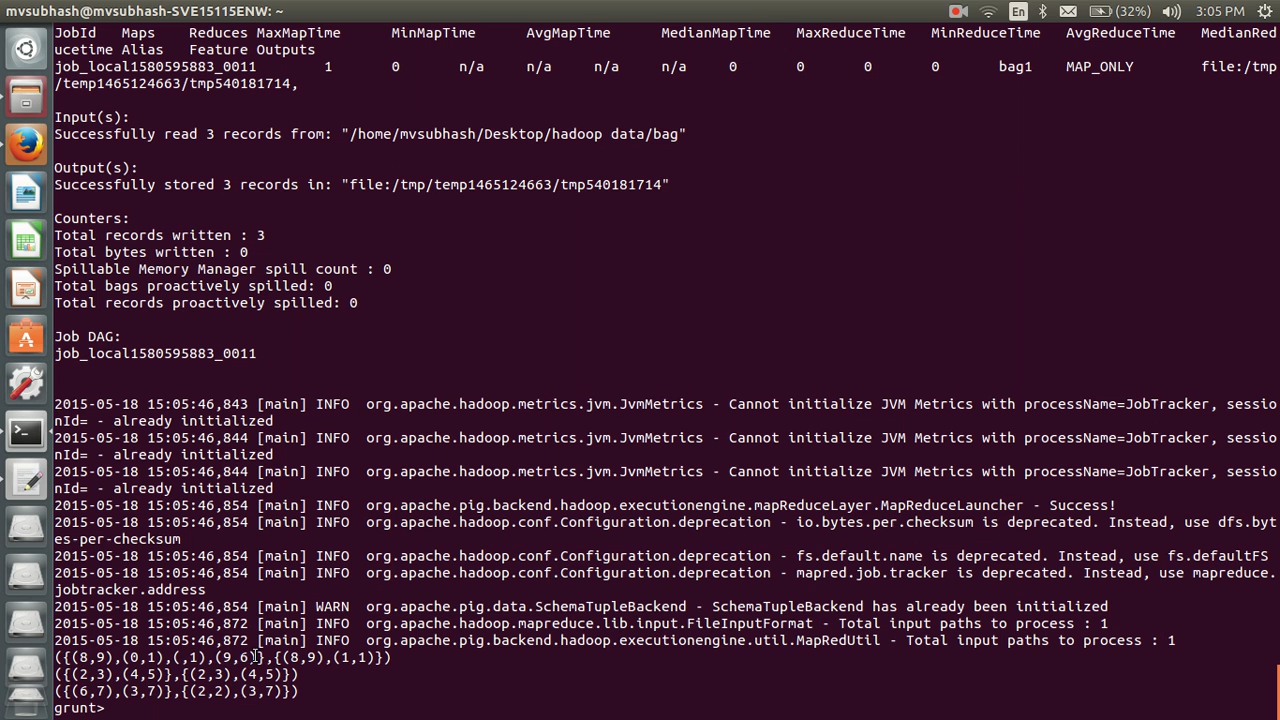 mvsubhash@mvsubhash-SVE15115ENW: ~
En
(32%)
3:05 PM
JobId   Maps    Reduces MaxMapTime      MinMapTime      AvgMapTime      MedianMapTime   MaxReduceTime   MinReduceTime   AvgReduceTime   MedianRed
ucetime Alias   Feature Outputs
job_local1580595883_0011        1       0       n/a     n/a     n/a     n/a     0       0       0       0       bag1    MAP_ONLY        file:/tmp
/temp1465124663/tmp540181714,
Input(s):
Successfully read 3 records from: "/home/mvsubhash/Desktop/hadoop data/bag"
Output(s):
Successfully stored 3 records in: "file:/tmp/temp1465124663/tmp540181714"
Counters:
Total records written : 3
Total bytes written : 0
Spillable Memory Manager spill count : 0
Total bags proactively spilled: 0
Total records proactively spilled: 0
Job DAG:
job_local1580595883_0011
2015-05-18 15:05:46,843 [main] INFO  org.apache.hadoop.metrics.jvm.JvmMetrics - Cannot initialize JVM Metrics with processName=JobTracker, sessio
nId= - already initialized
2015-05-18 15:05:46,844 [main] INFO  org.apache.hadoop.metrics.jvm.JvmMetrics - Cannot initialize JVM Metrics with processName=JobTracker, sessio
nId= - already initialized
2015-05-18 15:05:46,844 [main] INFO  org.apache.hadoop.metrics.jvm.JvmMetrics - Cannot initialize JVM Metrics with processName=JobTracker, sessio
nId= - already initialized
2015-05-18 15:05:46,854 [main] INFO  org.apache.pig.backend.hadoop.executionengine.mapReduceLayer.MapReduceLauncher - Success!
2015-05-18 15:05:46,854 [main] INFO  org.apache.hadoop.conf.Configuration.deprecation - io.bytes.per.checksum is deprecated. Instead, use dfs.byt
es-per-checksum
2015-05-18 15:05:46,854 [main] INFO  org.apache.hadoop.conf.Configuration.deprecation - fs.default.name is deprecated. Instead, use fs.defaultFS
2015-05-18 15:05:46,854 [main] INFO  org.apache.hadoop.conf.Configuration.deprecation - mapred.job.tracker is deprecated. Instead, use mapreduce.
jobtracker.address
2015-05-18 15:05:46,854 [main] WARN  org.apache.pig.data.SchemaTupleBackend - SchemaTupleBackend has already been initialized
2015-05-18 15:05:46,872 [main] INFO  org.apache.hadoop.mapreduce.lib.input.FileInputFormat - Total input paths to process : 1
2015-05-18 15:05:46,872 [main] INFO  org.apache.pig.backend.hadoop.executionengine.util.MapRedUtil - Total input paths to process : 1
({(8,9),(0,1),(,1),(9,6)},{(8,9),(1,1)})
({(2,3),(4,5)},{(2,3),(4,5)})
({(6,7),(3,7)},{(2,2),(3,7)})
grunt>